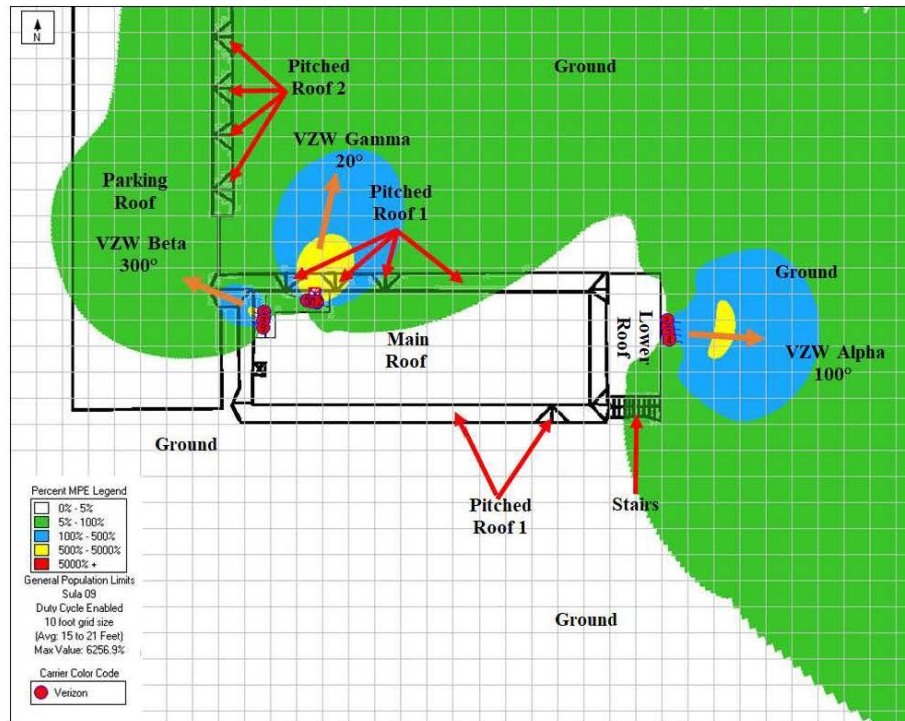 N
Pitched
Roof 2
Ground
VZW Gamma
20°
Parking
Roof
Pitched
Roof 1
VZW Beta
300°
Ground
Main
Roof
Lower
Roof
VZW Alpha
100°
Ground
Pitched
Roof 1
Stairs
Ground
Percent MPE Legend
0% - 5%
5% - 100%
100% - 500%
500% - 5000%
5000% +
General Population Limits
Sula 09
Duty Cycle Enabled
10 foot grid size
(Avg: 15 to 21 Feet)
Max Value: 6256.9%
Carrier Color Code
Verizon